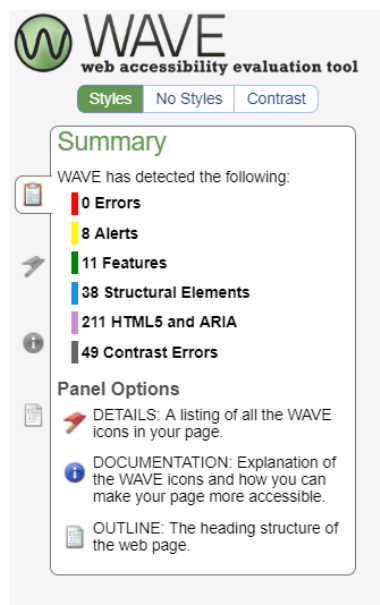 WAVE
web accessibility evaluation tool
Styles No Styles Contrast
Summary
WAVE has detected the following:
0 Errors
8 Alerts
11 Features
38 Structural Elements
211 HTML5 and ARIA
49 Contrast Errors
Panel Options
DETAILS: A listing of all the WAVE
icons in your page.
DOCUMENTATION: Explanation of
the WAVE icons and how you can
make your page more accessible.
OUTLINE: The heading structure of
the web page.